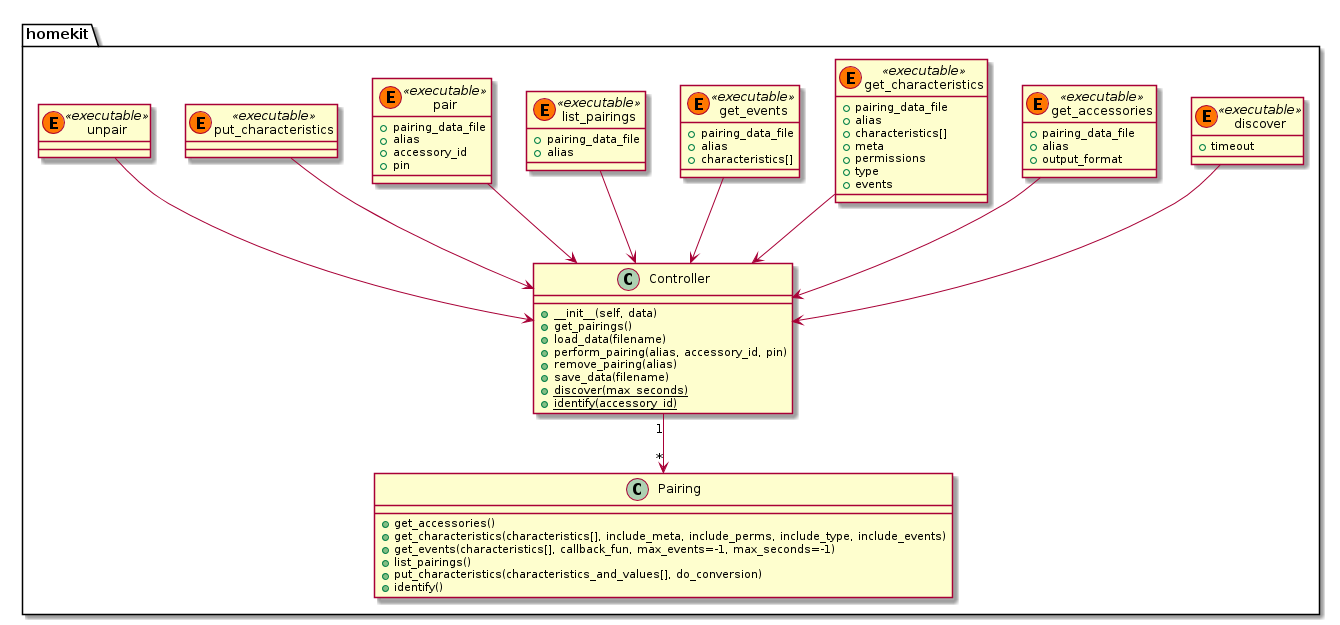 homekit
E «executable»
unpair
E «executable»
put_characteristics
E «executable»
pair
pairing_data_file
alias
accessory_id
pin
E «executable»
list_pairings
pairing_data_file
alias
E «executable»
get_events
pairing_data_file
alias
characteristics[]
E «executable»
get_characteristics
pairing_data_file
alias
characteristics[]
meta
permissions
type
events
E «executable»
get_accessories
pairing_data_file
alias
output_format
E «executable»
discover
timeout
C Controller
__init__(self, data)
get_pairings()
load_data(filename)
perform_pairing(alias, accessory_id, pin)
remove_pairing(alias)
save_data(filename)
discover(max_seconds)
identify(accessory_id)
1
*
C Pairing
get_accessories()
get_characteristics(characteristics[], include_meta, include_perms, include_type, include_events)
get_events(characteristics[], callback_fun, max_events=-1, max_seconds=-1)
list_pairings()
put_characteristics(characteristics_and_values[], do_conversion)
identify()